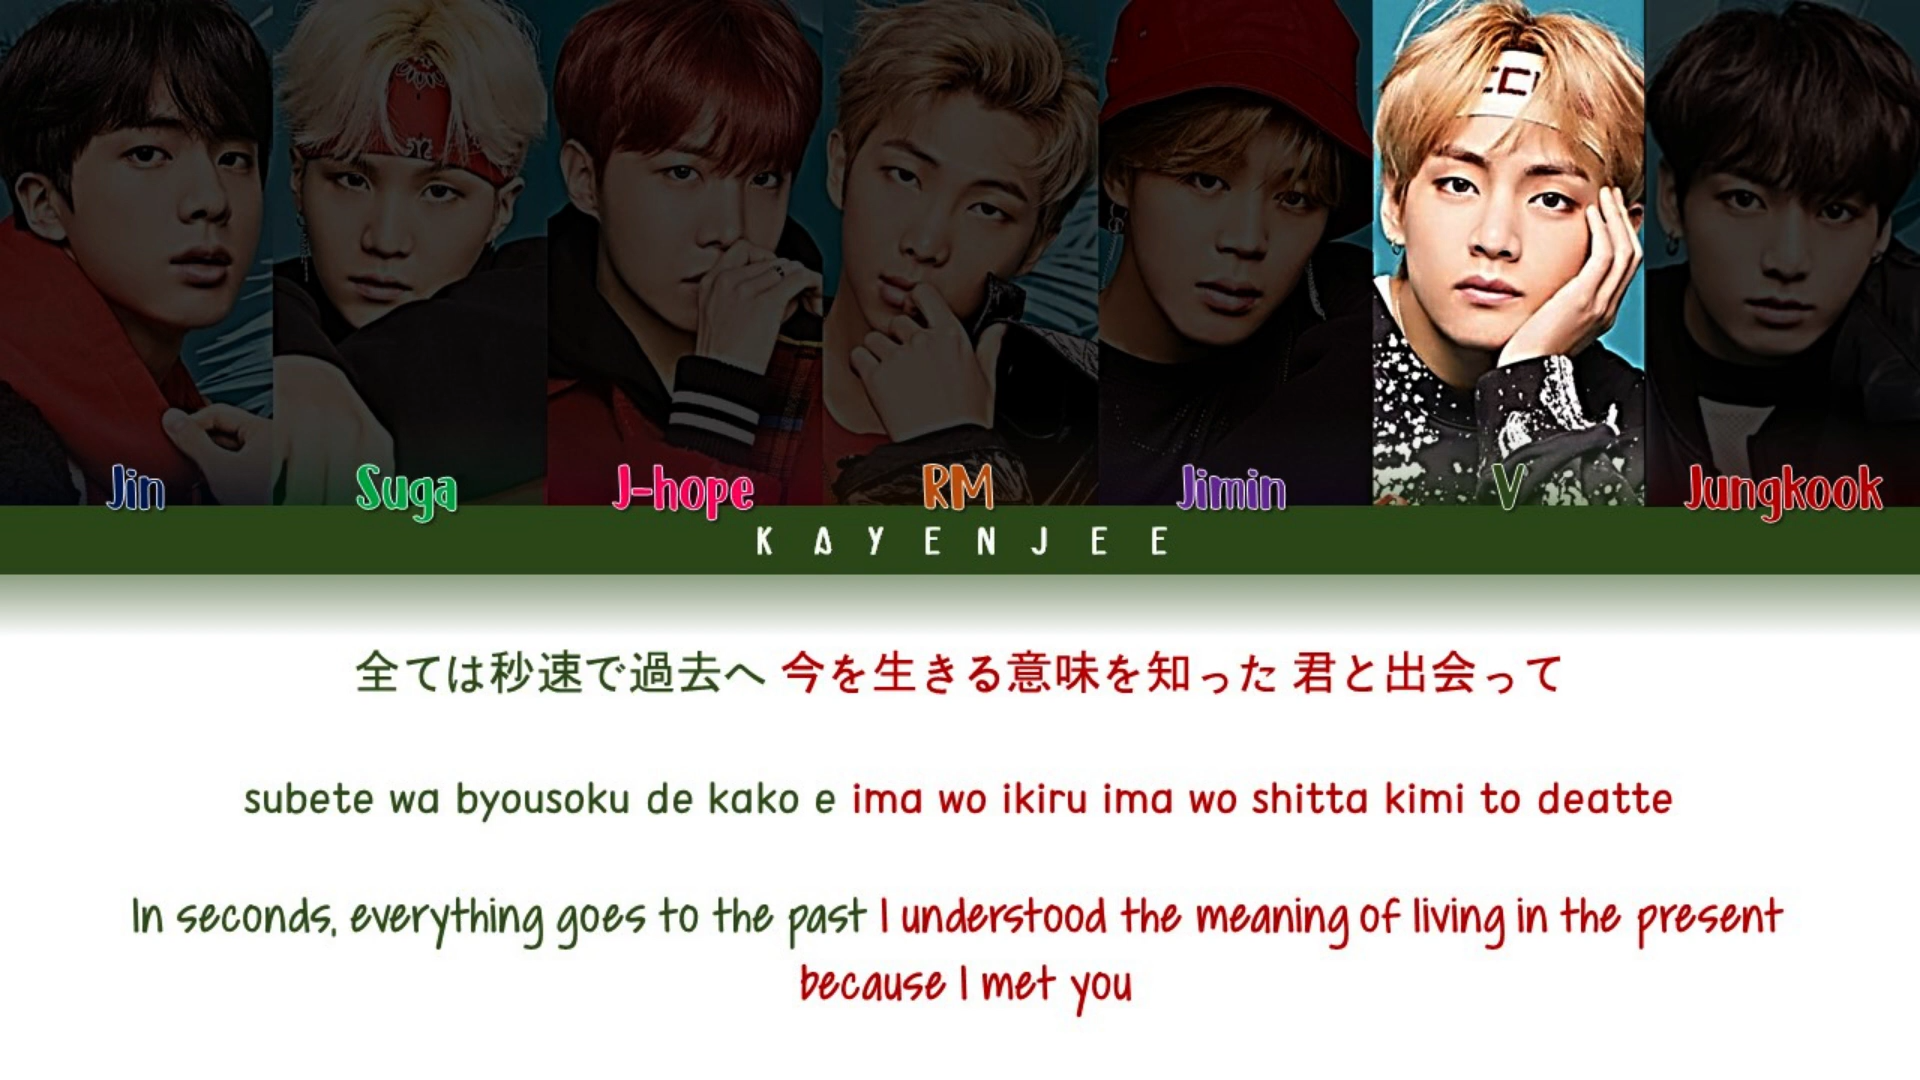 CC
Jin Suga J-hope RM Jimin V Jungkook
KAYENJEE
全ては秒速で過去へ 今を生きる意味を知った 君と出会って
subete wa byousoku de kako e ima wo ikiru ima wo shitta kimi to deatte
In seconds, everything goes to the past I understood the meaning of living in the present
because I met you